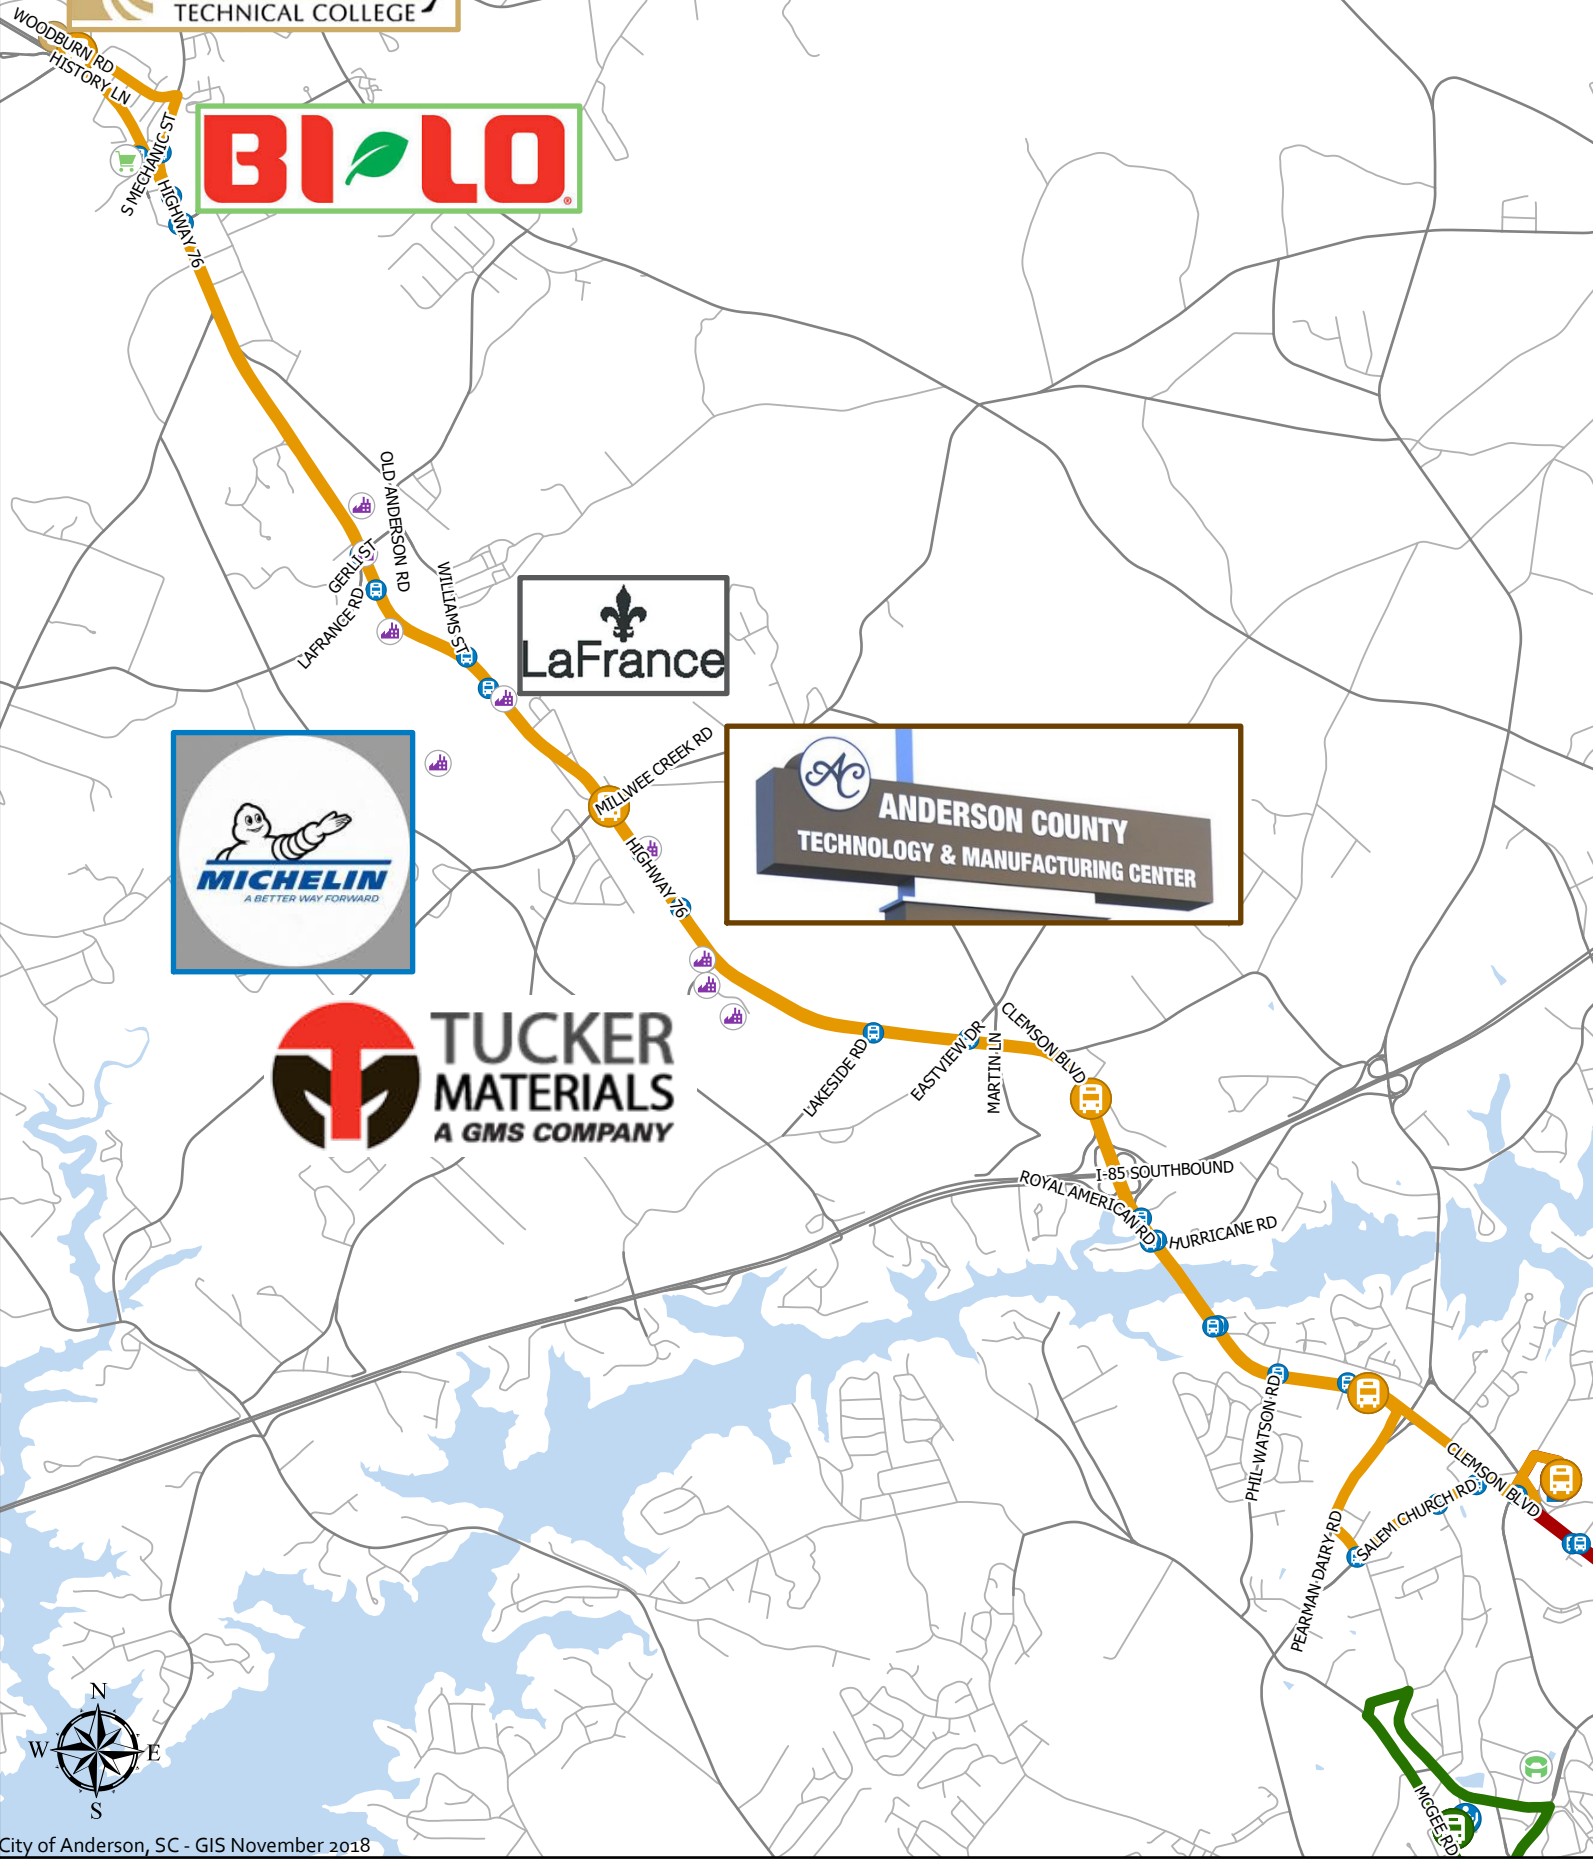 TECHNICAL COLLEGE
WOODBURN RD
HISTORY LN
S MECHANIC ST
HIGHWAY 76
BI LO
®
OLD ANDERSON RD
GERLI ST
LAFRANCE RD
WILLIAMS ST
LaFrance
MILLWEE CREEK RD
HIGHWAY 76
AC
ANDERSON COUNTY
TECHNOLOGY & MANUFACTURING CENTER
MICHELIN
A BETTER WAY FORWARD
TUCKER
MATERIALS
A GMS COMPANY
LAKESIDE RD
EASTVIEW DR
MARTIN LN
CLEMSON BLVD
I-85 SOUTHBOUND
ROYAL AMERICAN RD
HURRICANE RD
PHIL WATSON RD
CLEMSON BLVD
SALEM CHURCH RD
PEARMAN DAIRY RD
MCGEE RD
N
W
E
S
City of Anderson, SC - GIS November 2018